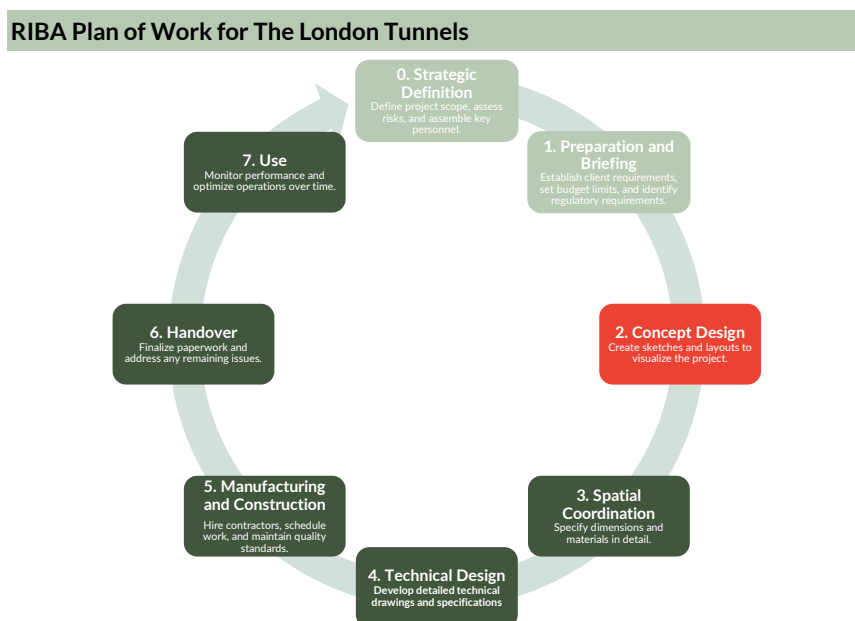 RIBA Plan of Work for The London Tunnels
0. Strategic
Definition
Define project scope, assess
risks, and assemble key
personnel.
1. Preparation and
Briefing
Establish client requirements,
set budget limits, and identify
regulatory requirements.
2. Concept Design
Create sketches and layouts to
visualize the project.
3. Spatial
Coordination
Specify dimensions and
materials in detail.
4. Technical Design
Develop detailed technical
drawings and specifications
5. Manufacturing
and Construction
Hire contractors, schedule
work, and maintain quality
standards.
6. Handover
Finalize paperwork and
address any remaining issues.
7. Use
Monitor performance and
optimize operations over time.